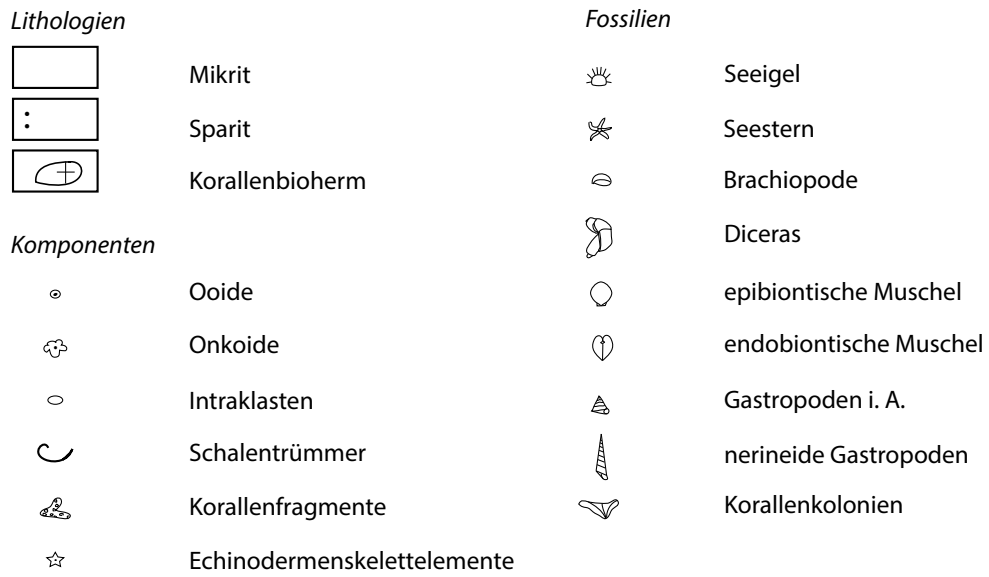 Lithologien
Mikrit
Sparit
Korallenbioherm
Komponenten
Ooide
Onkoide
Intraklasten
Schalentrümmer
Korallenfragmente
Echinodermenskelettelemente
Fossilien
Seeigel
Seestern
Brachiopode
Diceras
epibiontische Muschel
endobiontische Muschel
Gastropoden i. A.
nerineide Gastropoden
Korallenkolonien